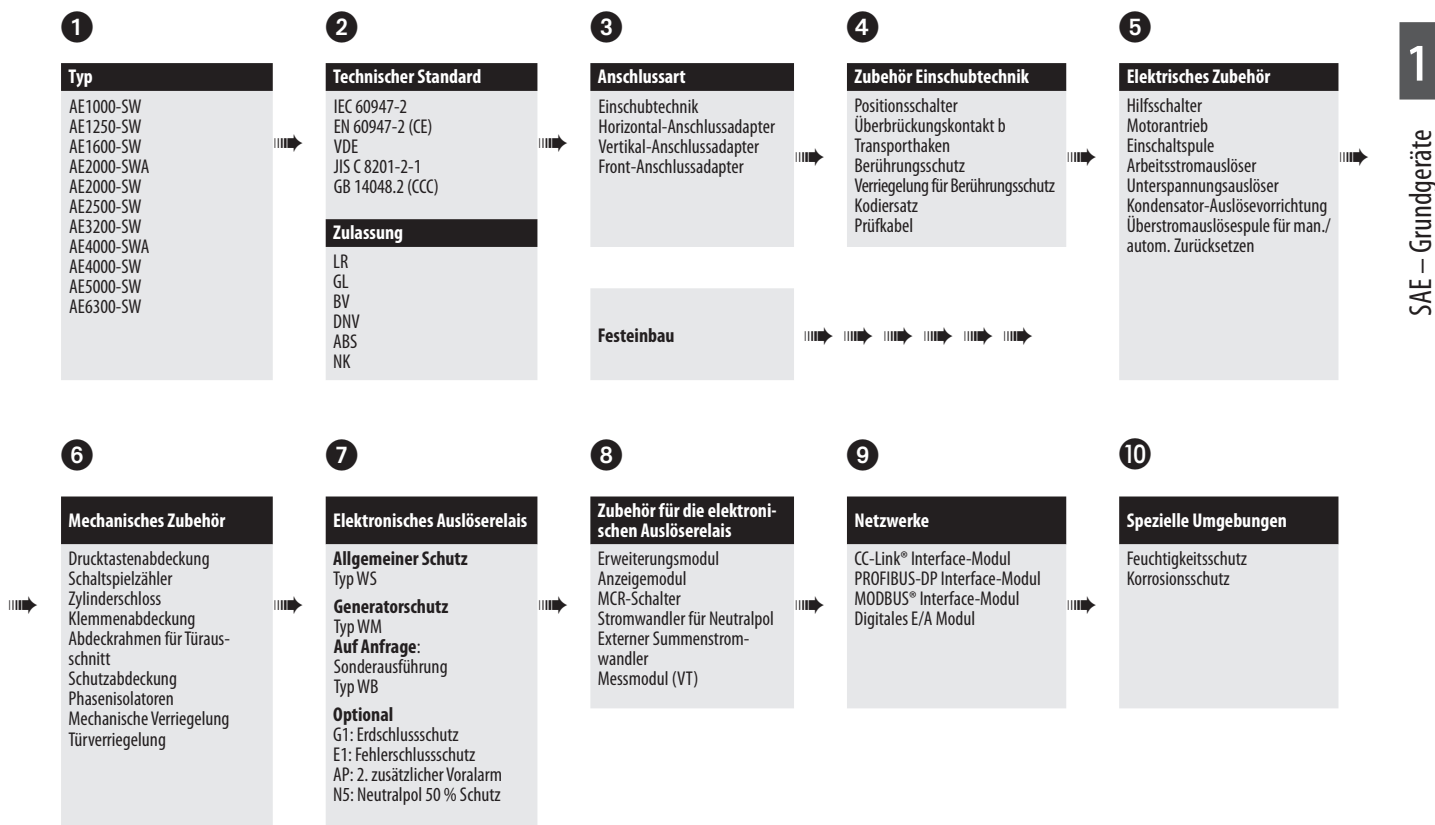 1
Typ
AE1000-SW
AE1250-SW
AE1600-SW
AE2000-SWA
AE2000-SW
AE2500-SW
AE3200-SW
AE4000-SWA
AE4000-SW
AE5000-SW
AE6300-SW
2
Technischer Standard
IEC 60947-2
EN 60947-2 (CE)
VDE
JIS C 8201-2-1
GB 14048.2 (CCC)
Zulassung
LR
GL
BV
DNV
ABS
NK
3
Anschlussart
Einschubtechnik
Horizontal-Anschlussadapter
Vertikal-Anschlussadapter
Front-Anschlussadapter
Festeinbau
4
Zubehör Einschubtechnik
Positionsschalter
Überbrückungskontakt b
Transporthaken
Berührungsschutz
Verriegelung für Berührungsschutz
Kodiersatz
Prüfkabel
5
Elektrisches Zubehör
Hilfsschalter
Motorantrieb
Einschaltspule
Arbeitsstromauslöser
Unterspannungsauslöser
Kondensator-Auslösevorrichtung
Überstromauslösespule für man./
autom. Zurücksetzen
1
SAE – Grundgeräte
6
Mechanisches Zubehör
Drucktastenabdeckung
Schaltspielzähler
Zylinderschloss
Klemmenabdeckung
Abdeckrahmen für Türaus-
schnitt
Schutzabdeckung
Phasenisolatoren
Mechanische Verriegelung
Türverriegelung
7
Elektronisches Auslöserelais
Allgemeiner Schutz
Typ WS
Generatorschutz
Typ WM
Auf Anfrage:
Sonderausführung
Typ WB
Optional
G1: Erdschlussschutz
E1: Fehlerschlussschutz
AP: 2. zusätzlicher Voralarm
N5: Neutralpol 50 % Schutz
8
Zubehör für die elektroni-
schen Auslöserelais
Erweiterungsmodul
Anzeigemodul
MCR-Schalter
Stromwandler für Neutralpol
Externer Summenstrom-
wandler
Messmodul (VT)
9
Netzwerke
CC-Link® Interface-Modul
PROFIBUS-DP Interface-Modul
MODBUS® Interface-Modul
Digitales E/A Modul
10
Spezielle Umgebungen
Feuchtigkeitsschutz
Korrosionsschutz